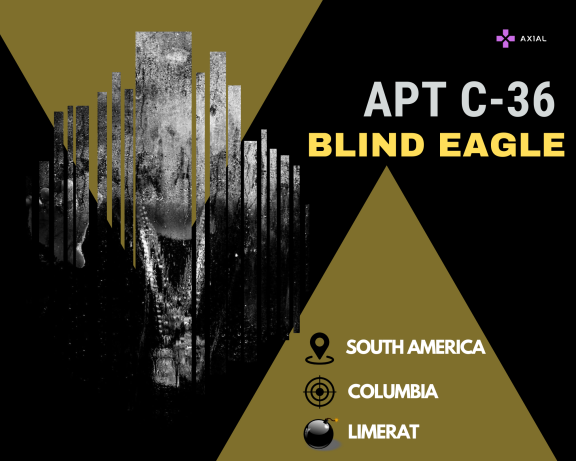 AXIAL
APT C-36
BLIND EAGLE
SOUTH AMERICA
COLUMBIA
LIMERAT